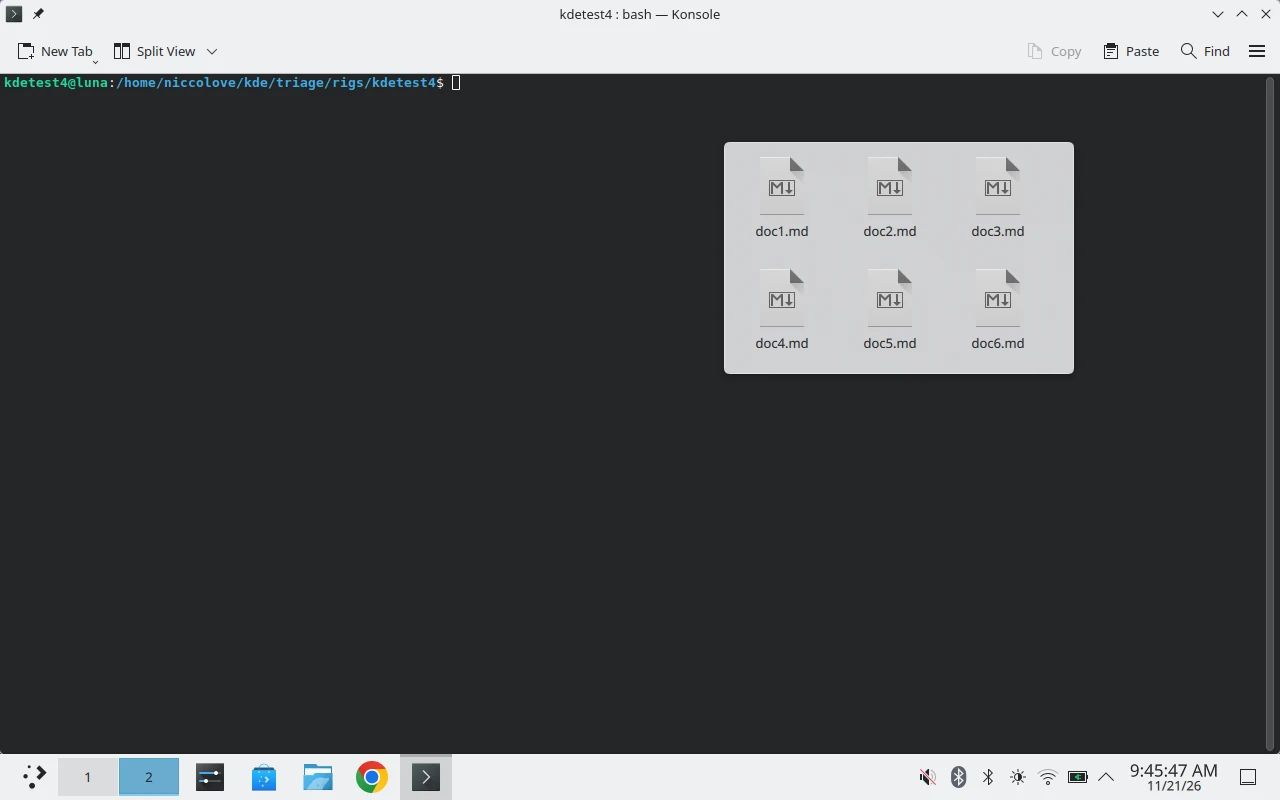 kdetest4 : bash — Konsole
New Tab Split View Copy Paste Find
kdetest4@luna:/home/niccolove/kde/triage/rigs/kdetest4$
M↓ M↓ M↓
doc1.md doc2.md doc3.md
M↓ M↓ M↓
doc4.md doc5.md doc6.md
1 2 9:45:47 AM
11/21/26